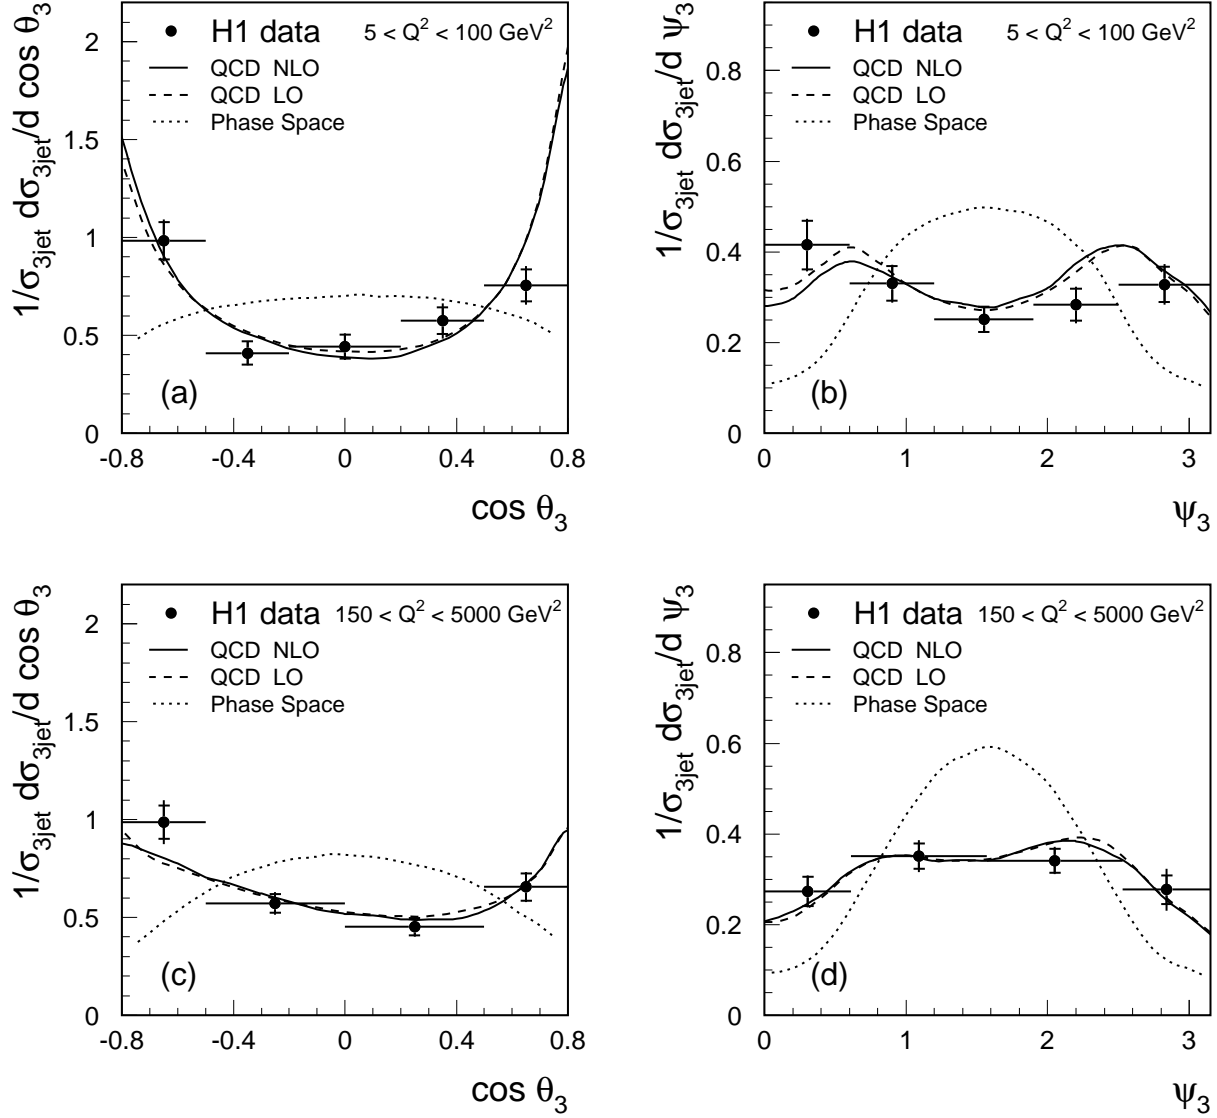 1/σ3jet dσ3jet/d cos θ3
2
1.5
1
0.5
0
H1 data
5 < Q² < 100 GeV²
QCD NLO
QCD LO
Phase Space
(a)
-0.8 -0.4 0 0.4 0.8
cos θ3
1/σ3jet dσ3jet/d ψ3
0.8
0.6
0.4
0.2
0
H1 data
5 < Q² < 100 GeV²
QCD NLO
QCD LO
Phase Space
(b)
0 1 2 3
ψ3
1/σ3jet dσ3jet/d cos θ3
2
1.5
1
0.5
0
H1 data
150 < Q² < 5000 GeV²
QCD NLO
QCD LO
Phase Space
(c)
-0.8 -0.4 0 0.4 0.8
cos θ3
1/σ3jet dσ3jet/d ψ3
0.8
0.6
0.4
0.2
0
H1 data
150 < Q² < 5000 GeV²
QCD NLO
QCD LO
Phase Space
(d)
0 1 2 3
ψ3